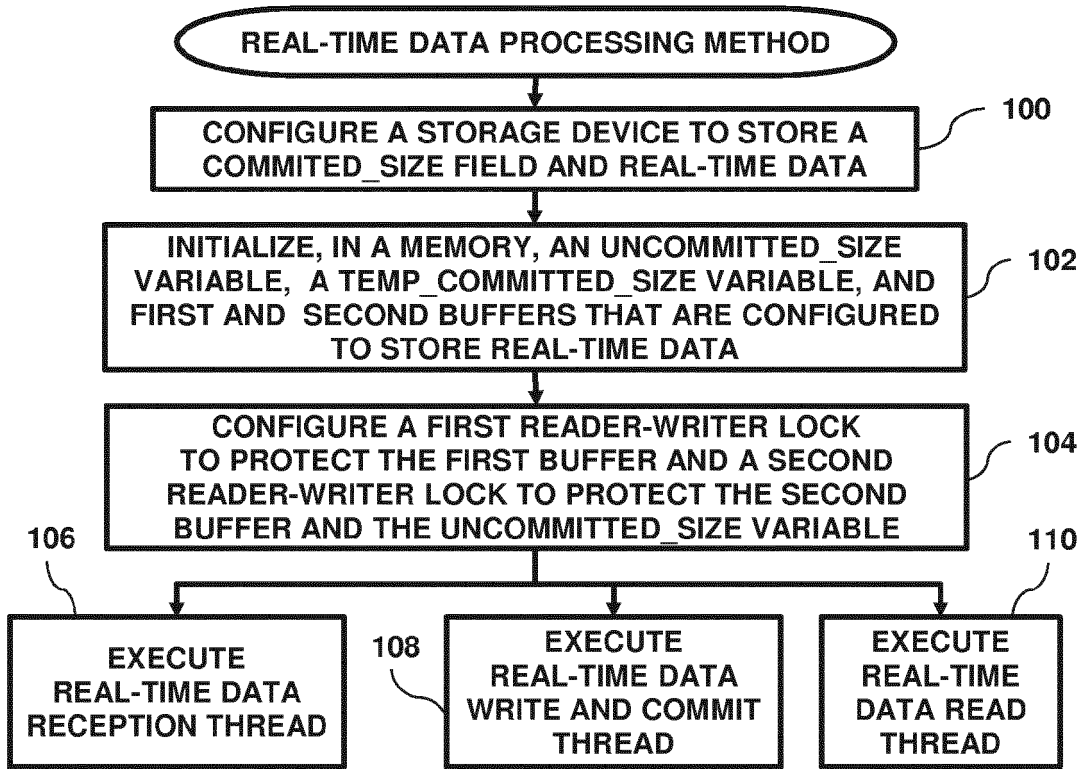 REAL-TIME DATA PROCESSING METHOD
100
CONFIGURE A STORAGE DEVICE TO STORE A
COMMITED_SIZE FIELD AND REAL-TIME DATA
102
INITIALIZE, IN A MEMORY, AN UNCOMMITTED_SIZE
VARIABLE, A TEMP_COMMITTED_SIZE VARIABLE, AND
FIRST AND SECOND BUFFERS THAT ARE CONFIGURED
TO STORE REAL-TIME DATA
104
CONFIGURE A FIRST READER-WRITER LOCK
TO PROTECT THE FIRST BUFFER AND A SECOND
READER-WRITER LOCK TO PROTECT THE SECOND
BUFFER AND THE UNCOMMITTED_SIZE VARIABLE
106
EXECUTE
REAL-TIME DATA
RECEPTION THREAD
108
EXECUTE
REAL-TIME DATA
WRITE AND COMMIT
THREAD
110
EXECUTE
REAL-TIME
DATA READ
THREAD